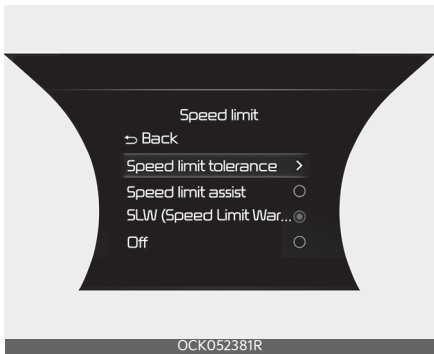 Speed limit
Back
Speed limit tolerance
Speed limit assist
SLW (Speed Limit War...
Off
OCK052381R